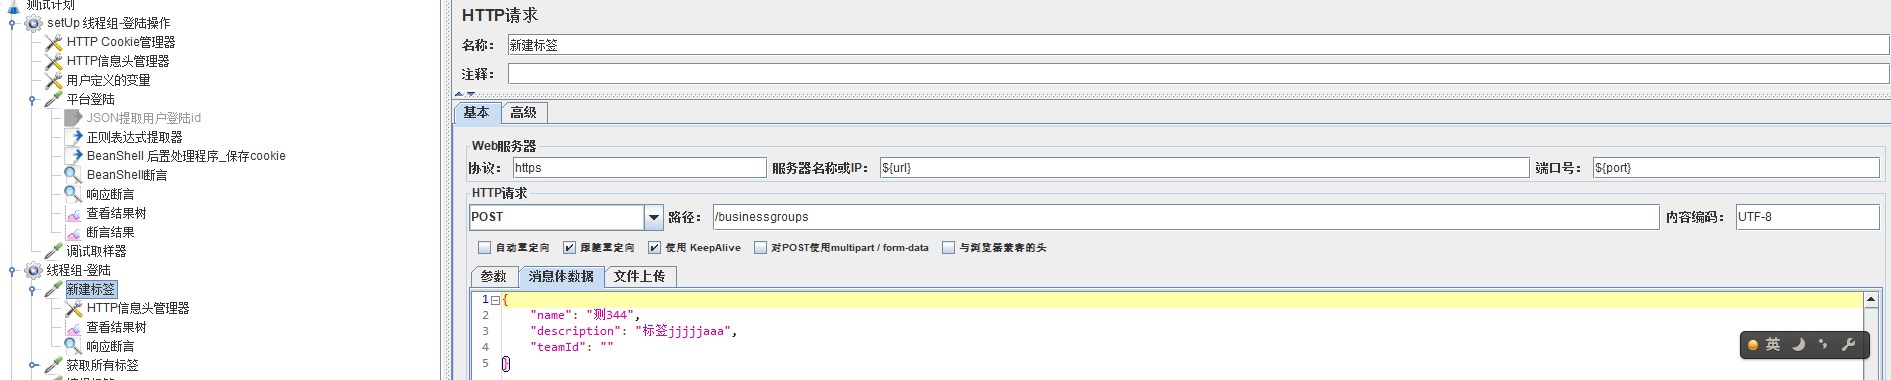 测试计划
setUp 线程组-登陆操作
HTTP Cookie管理器
HTTP信息头管理器
用户定义的变量
平台登陆
JSON提取用户登陆id
正则表达式提取器
BeanShell 后置处理程序_保存cookie
BeanShell断言
响应断言
查看结果树
断言结果
调试取样器
线程组-登陆
新建标签
HTTP信息头管理器
查看结果树
响应断言
获取所有标签
HTTP请求
名称： 新建标签
注释：
基本 高级
Web服务器
协议： https 服务器名称或IP： ${url} 端口号： ${port}
HTTP请求
POST 路径： /businessgroups 内容编码： UTF-8
自动重定向 跟随重定向 使用 KeepAlive 对POST使用multipart / form-data 与浏览器兼容的头
参数 消息体数据 文件上传
1 {
2 "name": "测344",
3 "description": "标签jjjjjaaa",
4 "teamId": ""
5 }
英